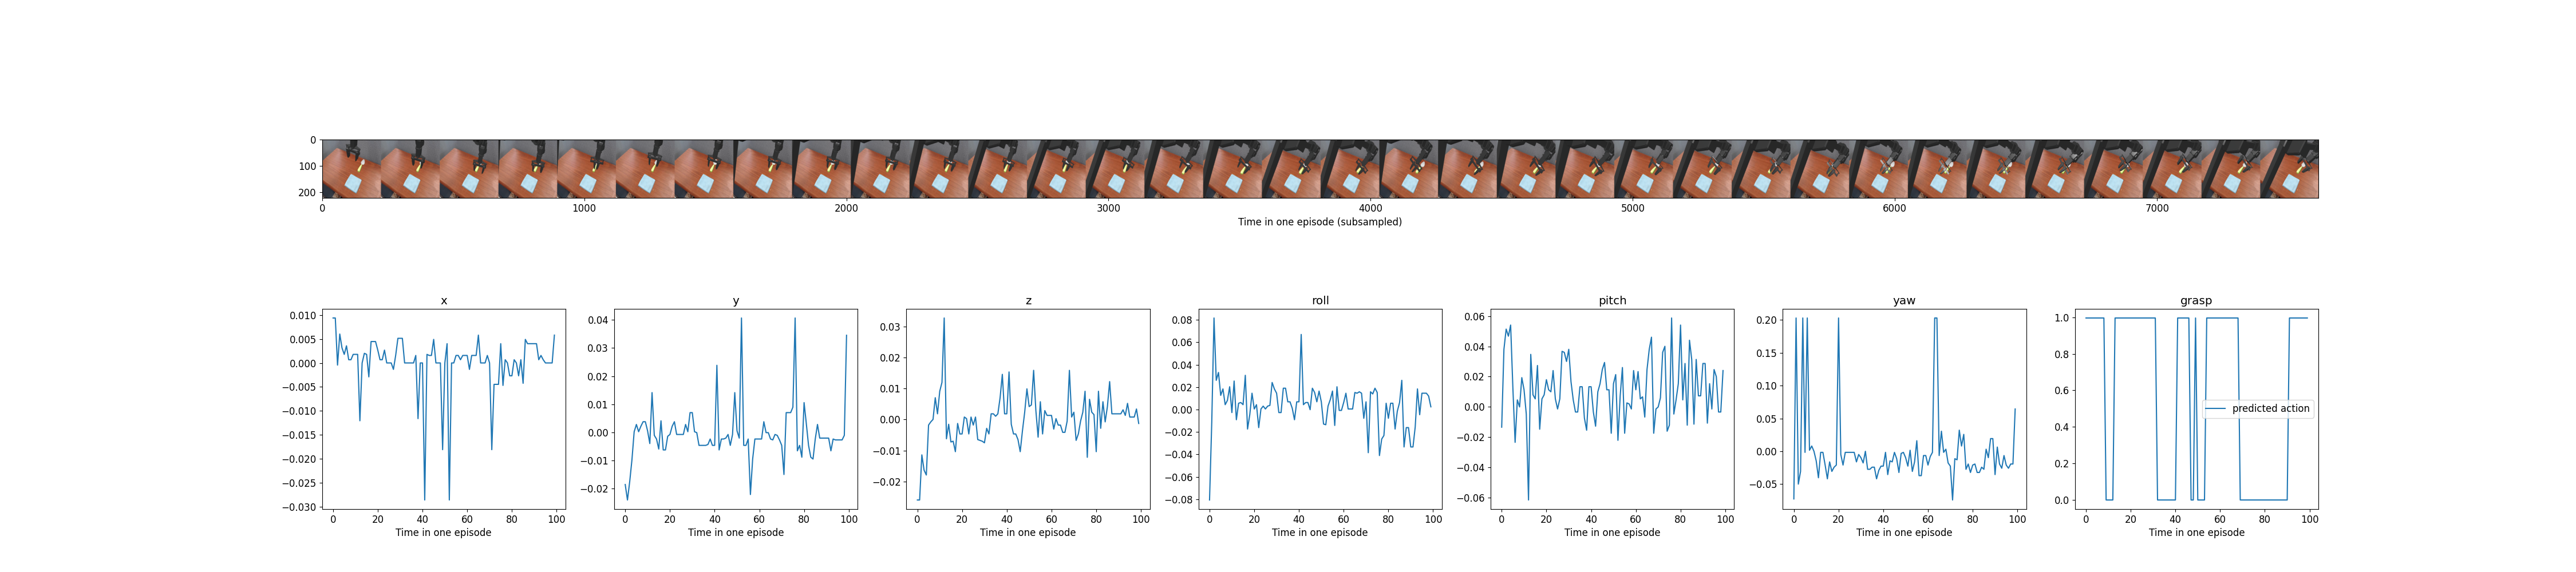 0
100
200
0 1000 2000 3000 4000 5000 6000 7000
Time in one episode (subsampled)
x
0.010
0.005
0.000
−0.005
−0.010
−0.015
−0.020
−0.025
−0.030
0 20 40 60 80 100
Time in one episode
y
0.04
0.03
0.02
0.01
0.00
−0.01
−0.02
0 20 40 60 80 100
Time in one episode
z
0.03
0.02
0.01
0.00
−0.01
−0.02
0 20 40 60 80 100
Time in one episode
roll
0.08
0.06
0.04
0.02
0.00
−0.02
−0.04
−0.06
−0.08
0 20 40 60 80 100
Time in one episode
pitch
0.06
0.04
0.02
0.00
−0.02
−0.04
−0.06
0 20 40 60 80 100
Time in one episode
yaw
0.20
0.15
0.10
0.05
0.00
−0.05
0 20 40 60 80 100
Time in one episode
grasp
1.0
0.8
0.6
0.4
0.2
0.0
predicted action
0 20 40 60 80 100
Time in one episode